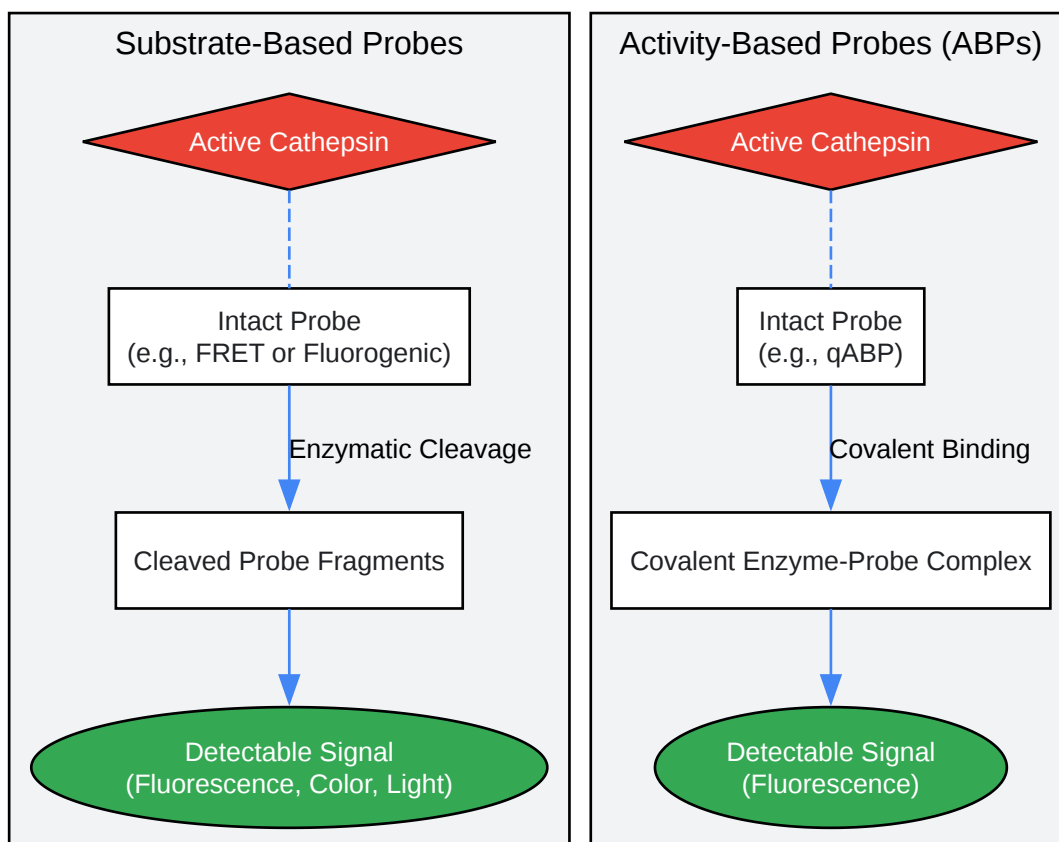 Substrate-Based Probes
Active Cathepsin
Intact Probe
(e.g., FRET or Fluorogenic)
Enzymatic Cleavage
Cleaved Probe Fragments
Detectable Signal
(Fluorescence, Color, Light)
Activity-Based Probes (ABPs)
Active Cathepsin
Intact Probe
(e.g., qABP)
Covalent Binding
Covalent Enzyme-Probe Complex
Detectable Signal
(Fluorescence)